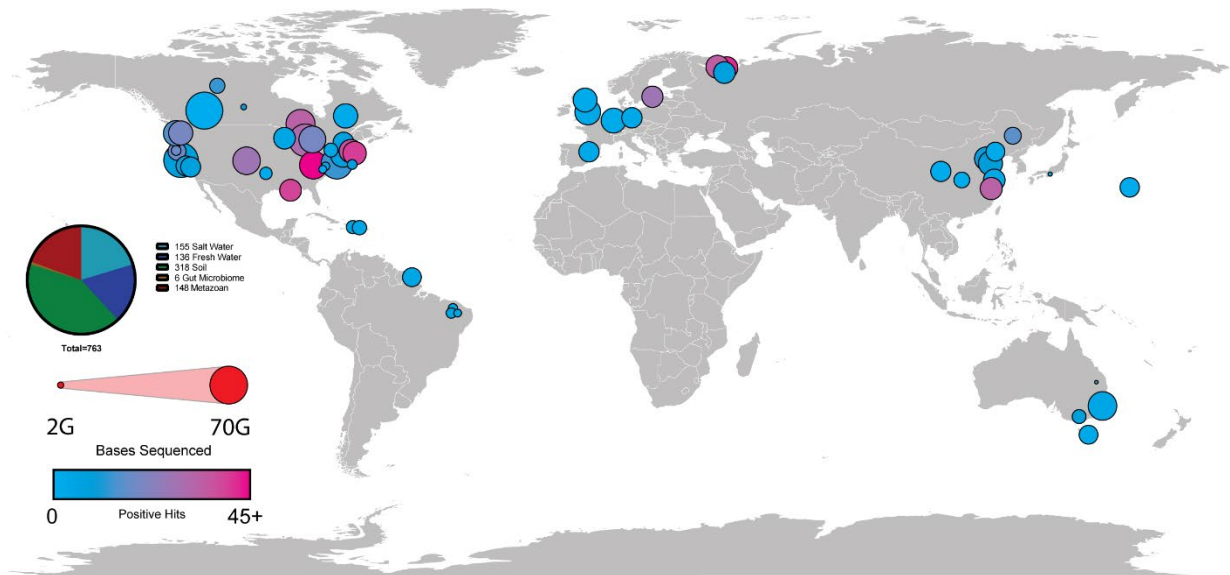 155 Salt Water
136 Fresh Water
318 Soil
6 Gut Microbiome
148 Metazoan
Total=763
2G
70G
Bases Sequenced
0
Positive Hits
45+